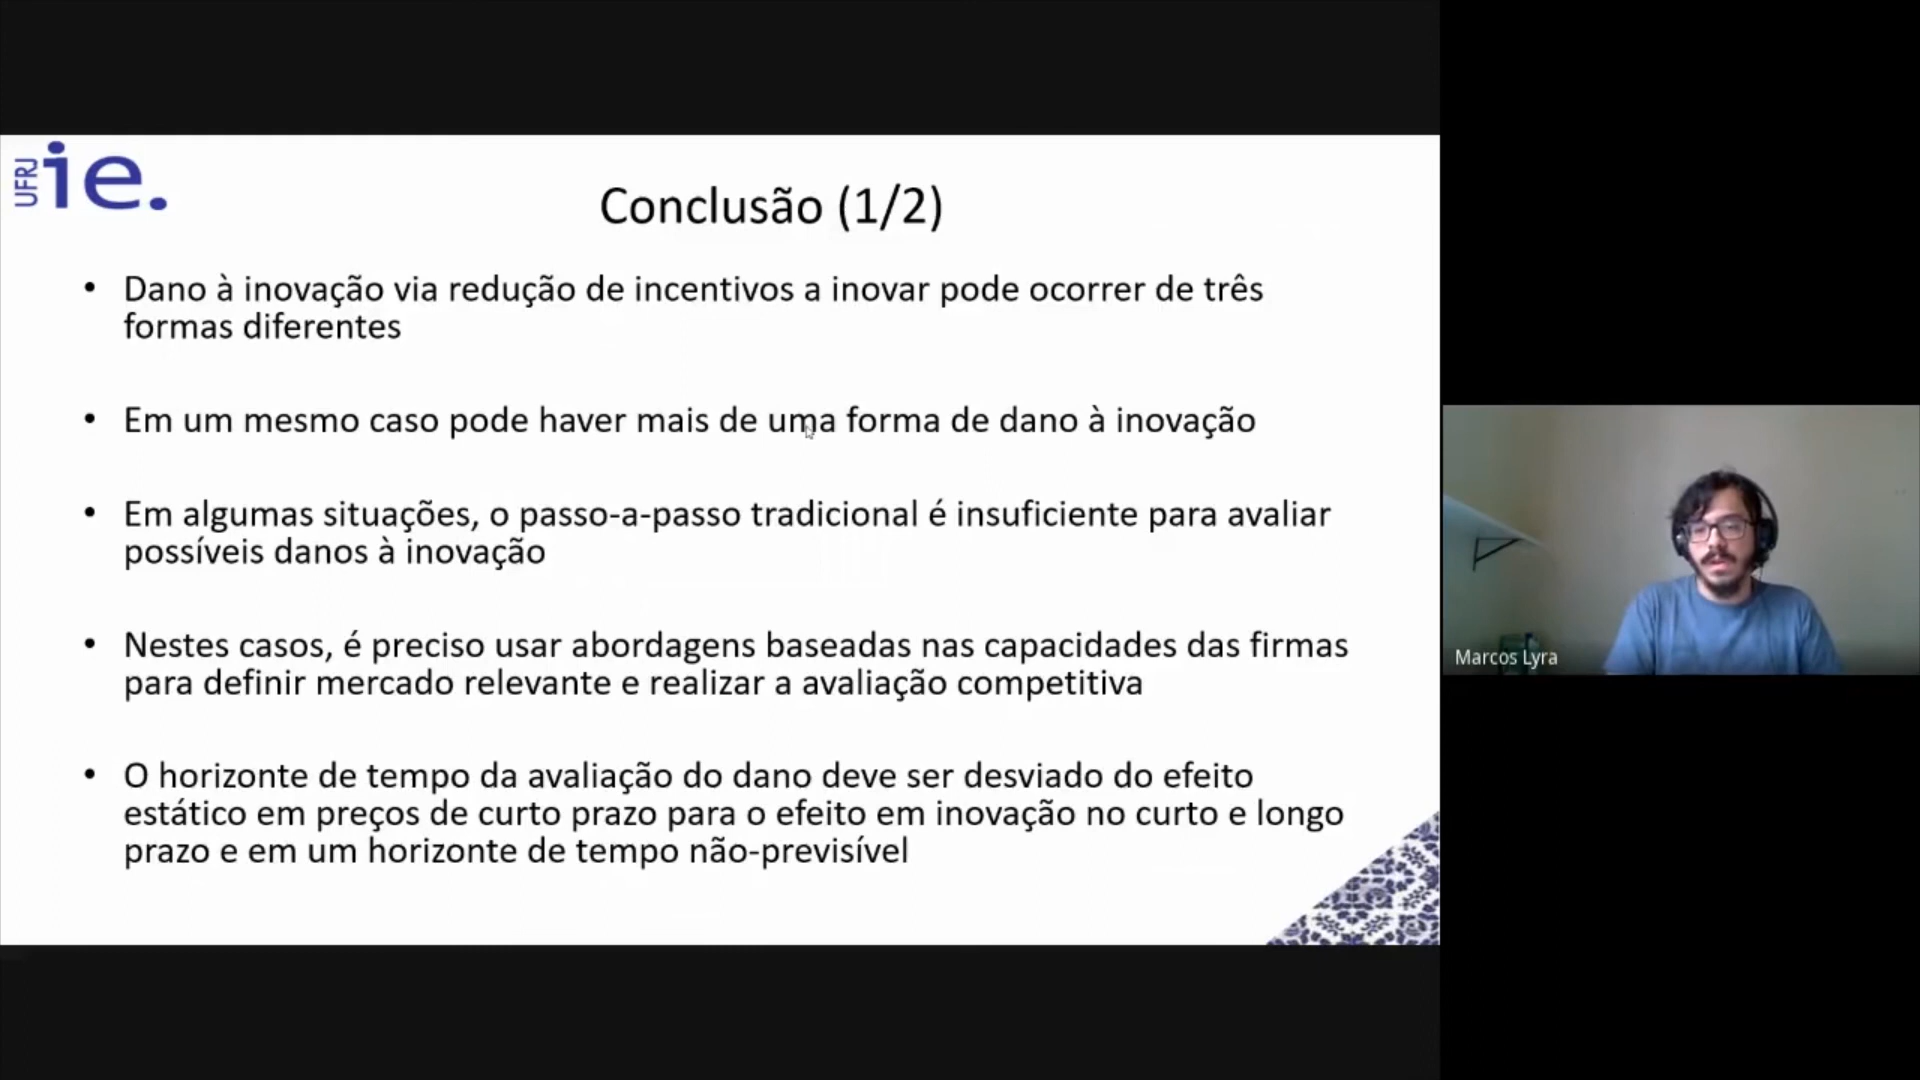 UFRJ ie.
Conclusão (1/2)
• Dano à inovação via redução de incentivos a inovar pode ocorrer de três
formas diferentes
• Em um mesmo caso pode haver mais de uma forma de dano à inovação
• Em algumas situações, o passo-a-passo tradicional é insuficiente para avaliar
possíveis danos à inovação
• Nestes casos, é preciso usar abordagens baseadas nas capacidades das firmas
para definir mercado relevante e realizar a avaliação competitiva
• O horizonte de tempo da avaliação do dano deve ser desviado do efeito
estático em preços de curto prazo para o efeito em inovação no curto e longo
prazo e em um horizonte de tempo não-previsível
Marcos Lyra